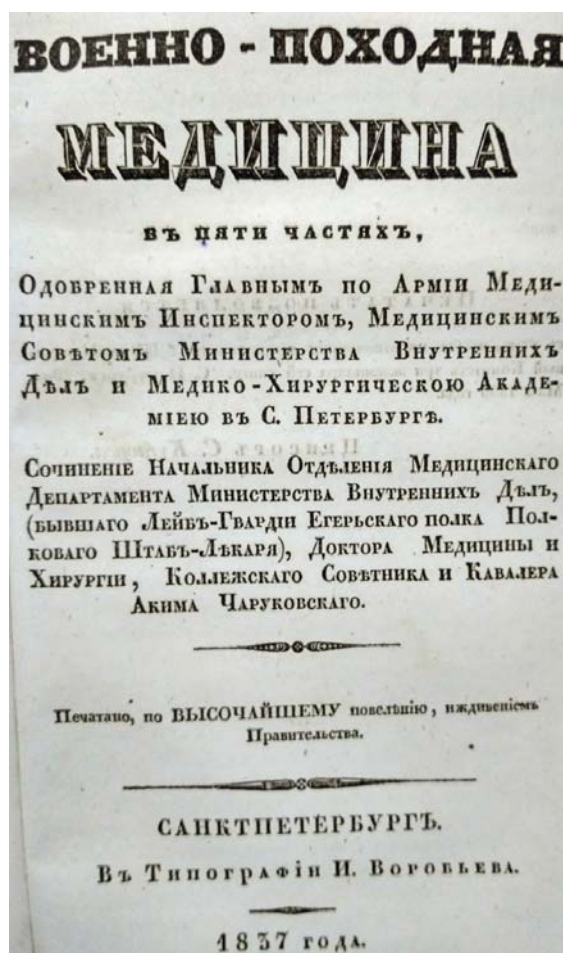 ВОЕННО - ПОХОДНАЯ
МЕДИЦИНА
ВЪ ПЯТИ ЧАСТЯХЪ,
Одобренная Главнымъ по Арміи Меди-
цинскимъ Инспекторомъ, Медицинскимъ
Совѣтомъ Министерства Внутреннихъ
Дѣлъ и Медико-Хирургическою Акаде-
міею въ С. Петербургѣ.
Сочиненіе Начальника Отдѣленія Медицинскаго
Департамента Министерства Внутреннихъ Дѣлъ,
(бывшаго Лейбъ-Гвардіи Егерьскаго полка Пол-
коваго Штабъ-Лѣкаря), Доктора Медицины и
Хирургіи, Коллежскаго Совѣтника и Кавалера
Акима Чаруковскаго.
Печатано, по ВЫСОЧАЙШЕМУ повелѣнію, иждивеніемъ
Правительства.
САНКТПЕТЕРБУРГЪ.
Въ Типографіи И. Воробьева.
1837 года.